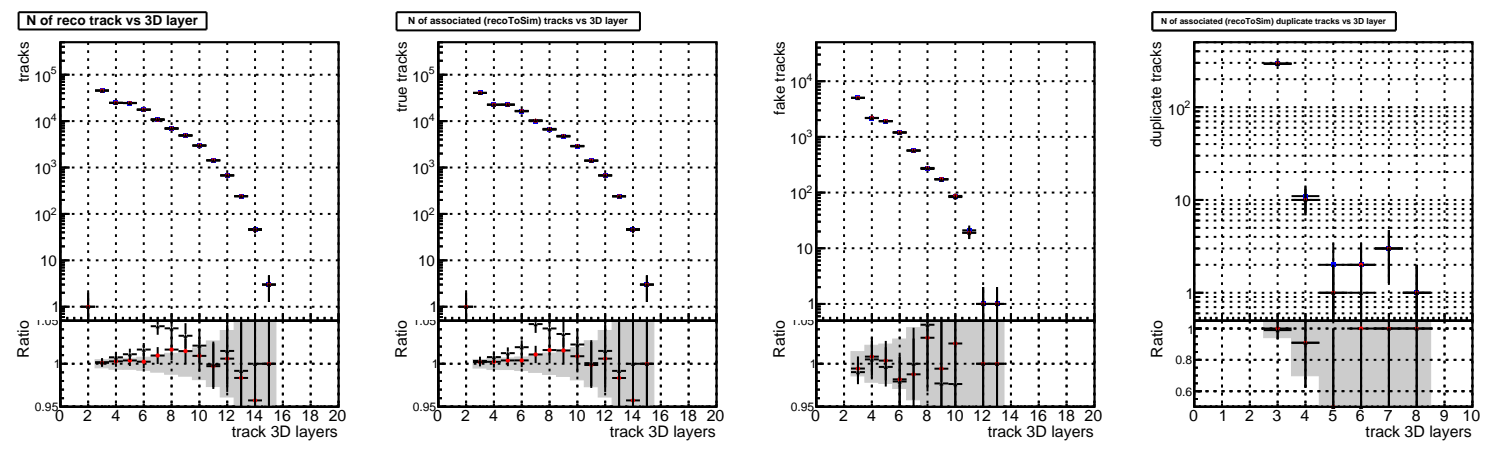 N of reco track vs 3D layer
tracks
10^5
10^4
10^3
10^2
10
1
Ratio
1.05
1.0
0.95
0 2 4 6 8 10 12 14 16 18 20
track 3D layers
N of associated (recoToSim) tracks vs 3D layer
true tracks
10^5
10^4
10^3
10^2
10
1
Ratio
1.05
1.0
0.95
0 2 4 6 8 10 12 14 16 18 20
track 3D layers
fake tracks
10^4
10^3
10^2
10
1
Ratio
1.05
1.0
0.95
0 2 4 6 8 10 12 14 16 18 20
track 3D layers
N of associated (recoToSim) duplicate tracks vs 3D layer
duplicate tracks
10^2
10
1
Ratio
1
0.8
0.6
0 1 2 3 4 5 6 7 8 9 10
track 3D layers